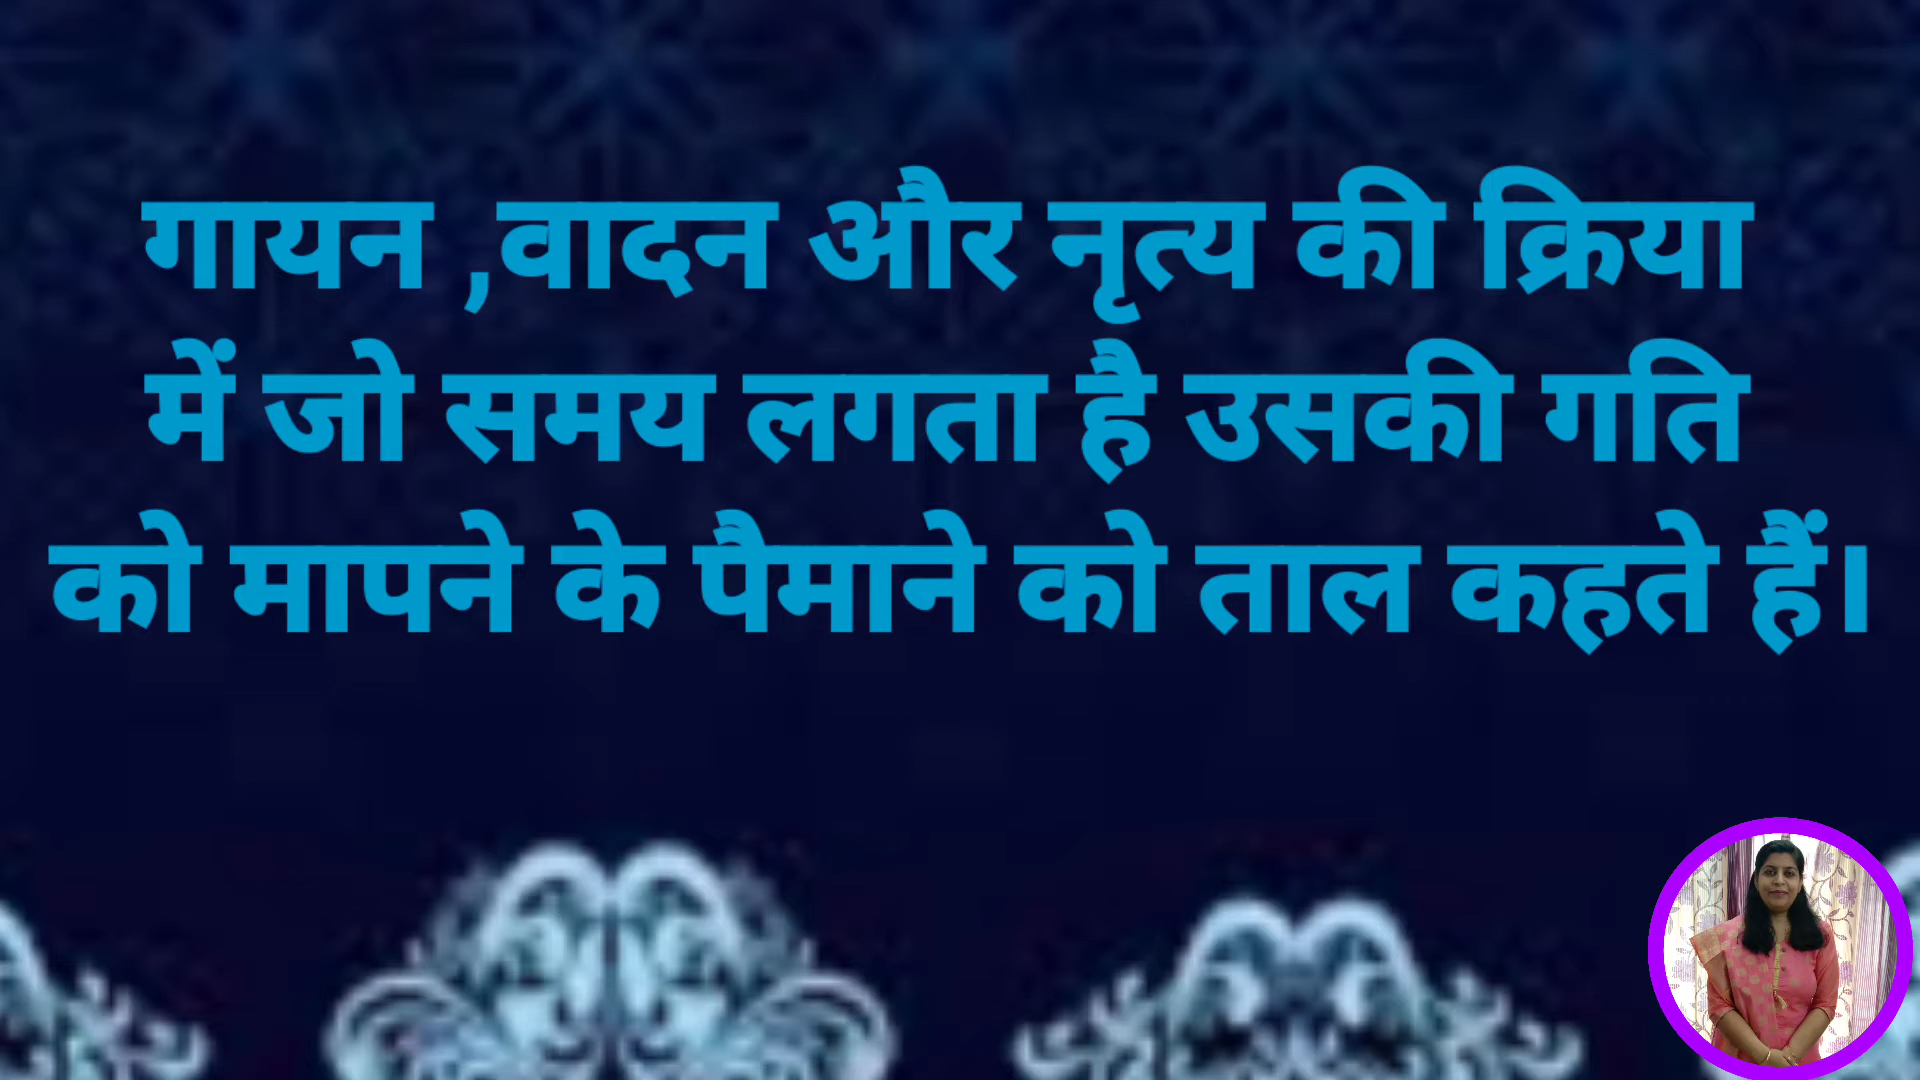 गायन ,वादन और नृत्य की क्रिया
में जो समय लगता है उसकी गति
को मापने के पैमाने को ताल कहते हैं।